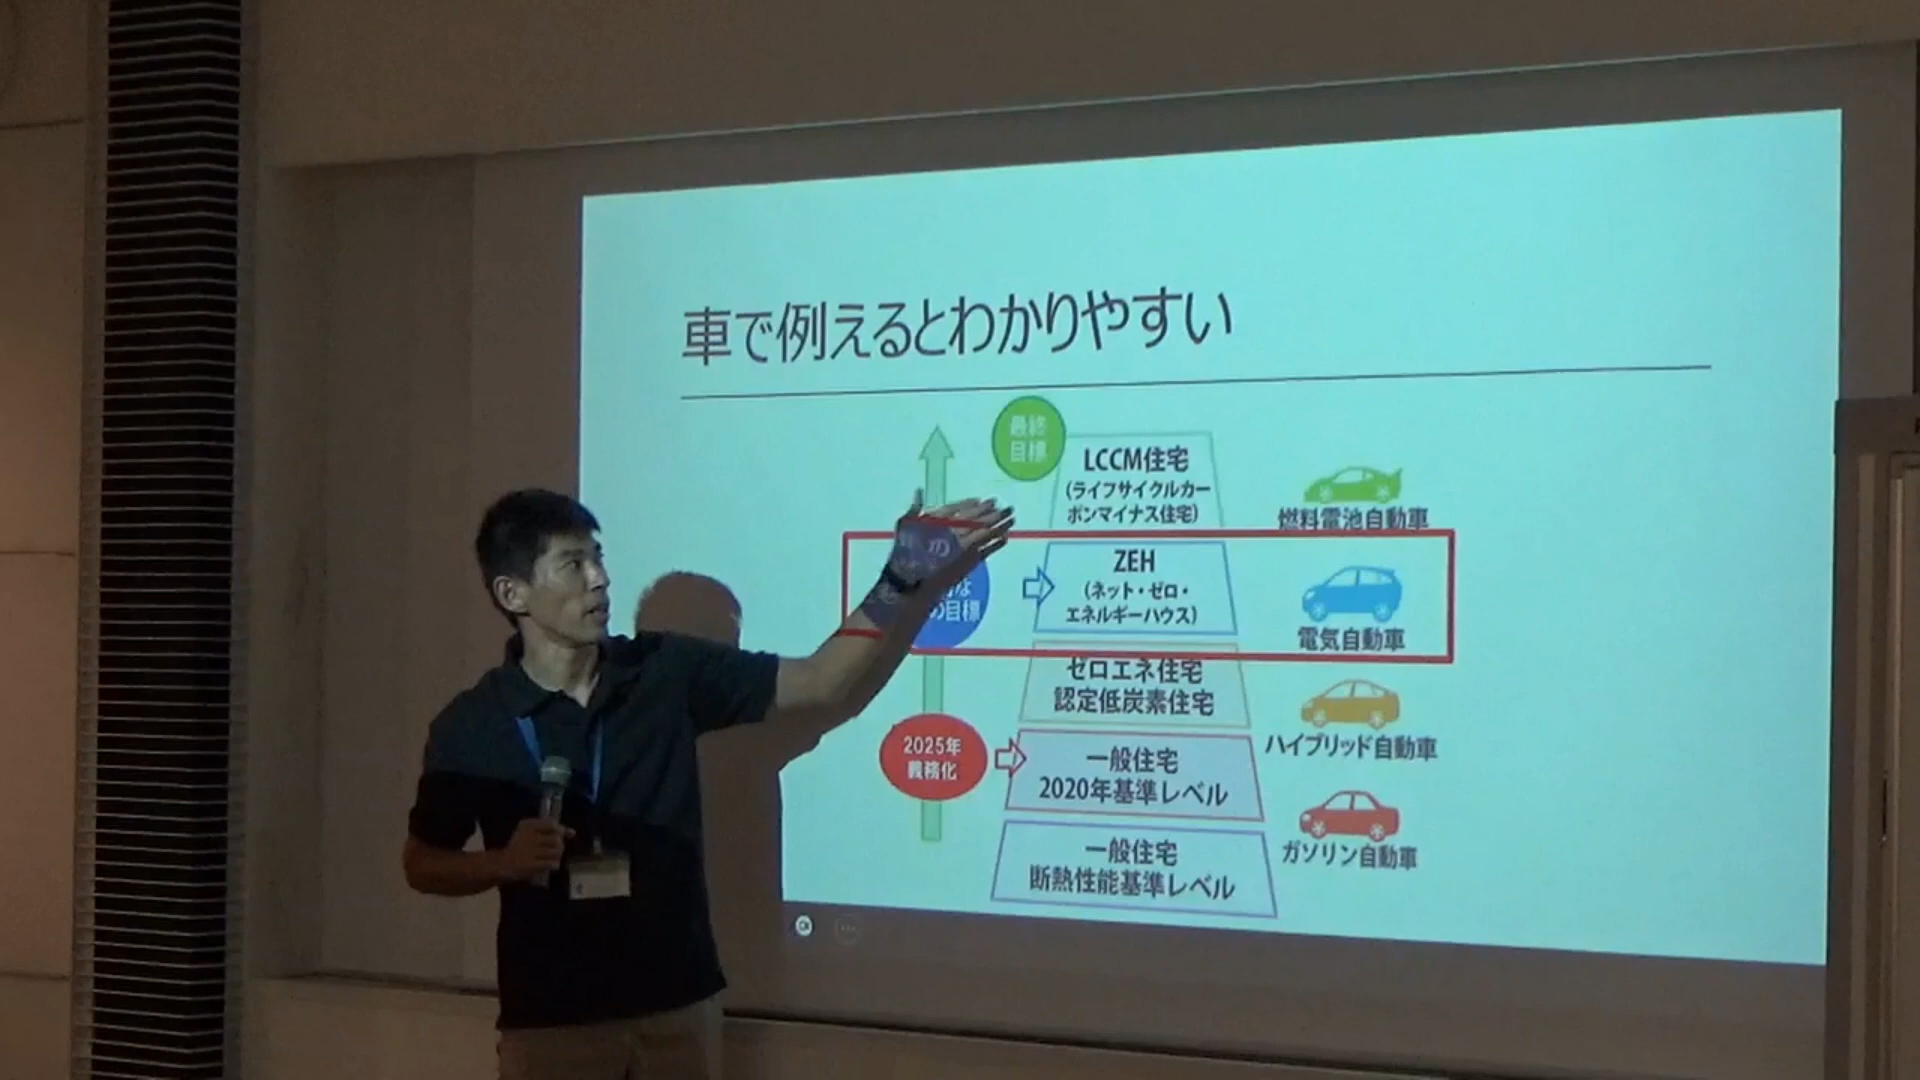 車で例えるとわかりやすい
最終
目標
LCCM住宅
(ライフサイクルカー
ボンマイナス住宅)
燃料電池自動車
の
な
の目標
ZEH
(ネット・ゼロ・
エネルギーハウス)
電気自動車
ゼロエネ住宅
認定低炭素住宅
ハイブリッド自動車
2025年
義務化
一般住宅
2020年基準レベル
ガソリン自動車
一般住宅
断熱性能基準レベル